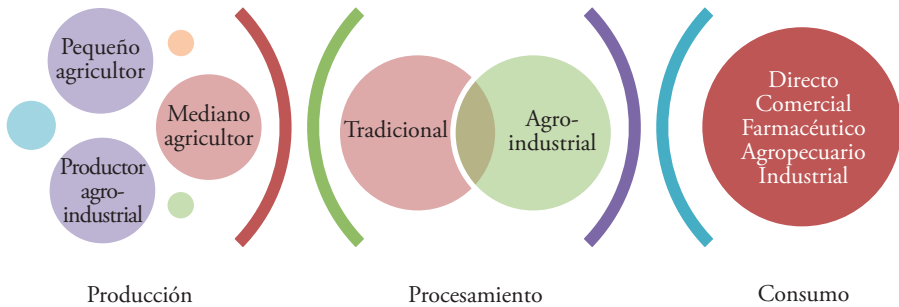 Pequeño
agricultor
Mediano
agricultor
Productor
agro-
industrial
Tradicional
Agro-
industrial
Directo
Comercial
Farmacéutico
Agropecuario
Industrial
Producción
Procesamiento
Consumo